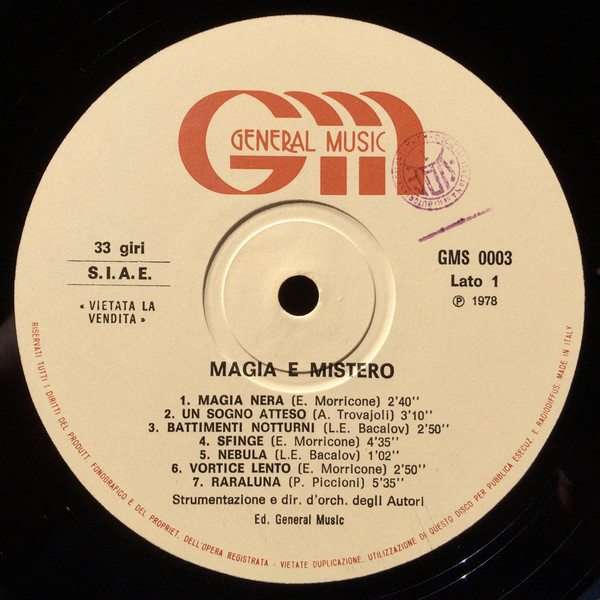 Gm
GENERAL MUSIC
33 giri
S.I.A.E.
« VIETATA LA
VENDITA »
GMS 0003
Lato 1
Ⓟ 1978
MAGIA E MISTERO
1. MAGIA NERA (E. Morricone) 2'40''
2. UN SOGNO ATTESO (A. Trovajoli) 3'10''
3. BATTIMENTI NOTTURNI (L.E. Bacalov) 2'50''
4. SFINGE (E. Morricone) 4'35''
5. NEBULA (L.E. Bacalov) 1'02''
6. VORTICE LENTO (E. Morricone) 2'50''
7. RARALUNA (P. Piccioni) 5'35''
Strumentazione e dir. d'orch. degli Autori
Ed. General Music
RISERVATI TUTTI I DIRITTI DEL PRODUTT. FONOGRAFICO E DEL PROPRIET. DELL'OPERA REGISTRATA - VIETATE DUPLICAZIONE, UTILIZZAZIONE DI QUESTO DISCO PER PUBBLICA ESECUZ. E RADIODIFFUS. MADE IN ITALY